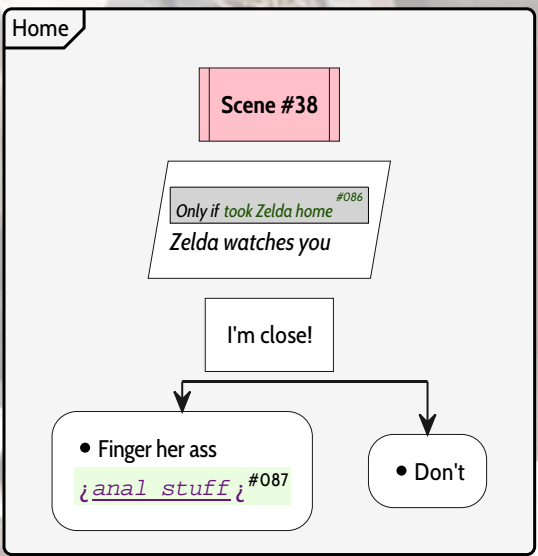 Home
Scene #38
#086
Only if took Zelda home
Zelda watches you
I'm close!
• Finger her ass
¿anal stuff¿ #087
• Don't